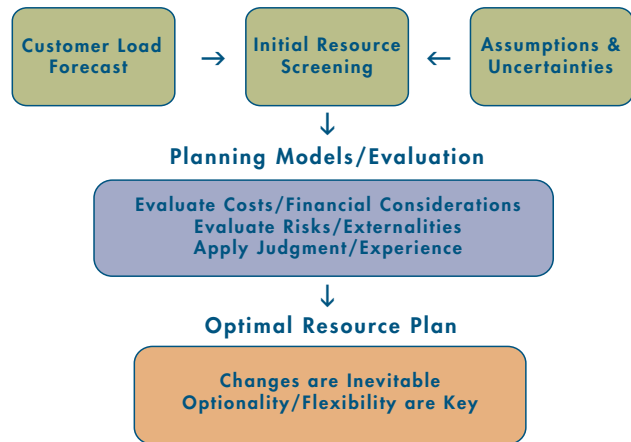 Customer Load
Forecast
→
Initial Resource
Screening
←
Assumptions &
Uncertainties
↓
Planning Models/Evaluation
Evaluate Costs/Financial Considerations
Evaluate Risks/Externalities
Apply Judgment/Experience
↓
Optimal Resource Plan
Changes are Inevitable
Optionality/Flexibility are Key